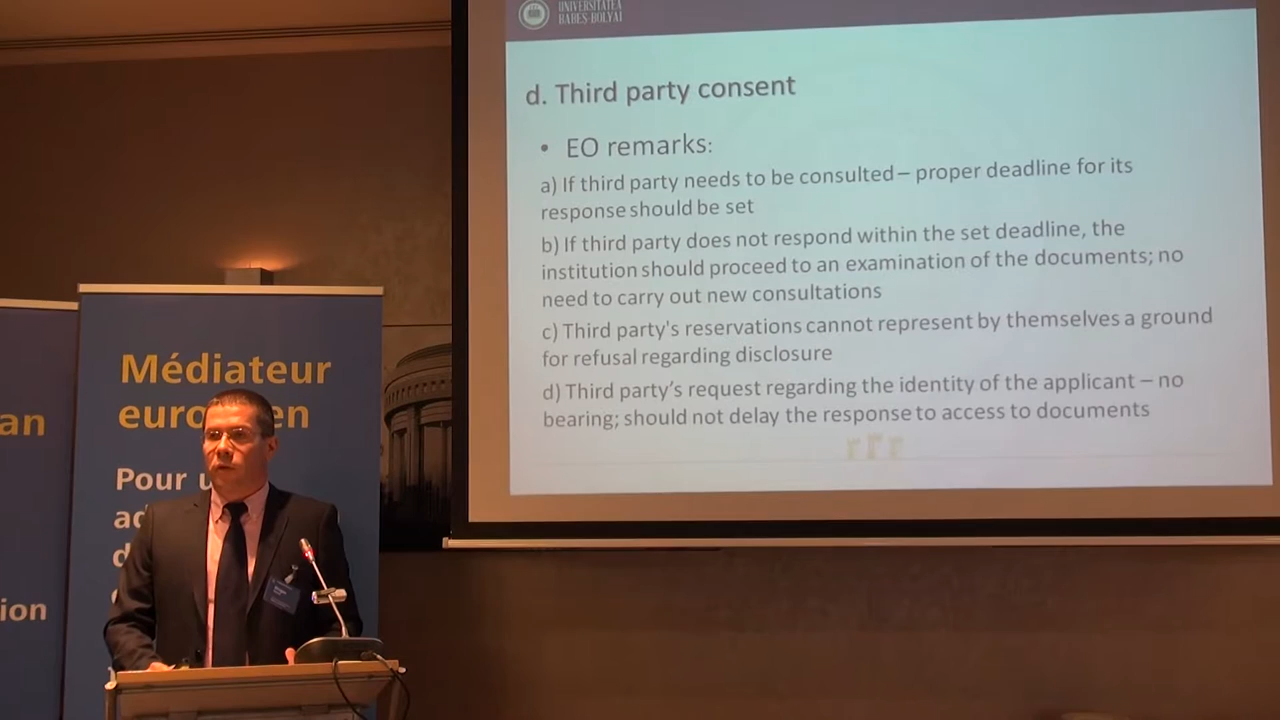 UNIVERSITATEA
BABEȘ-BOLYAI
d. Third party consent
• EO remarks:
a) If third party needs to be consulted – proper deadline for its
response should be set
b) If third party does not respond within the set deadline, the
institution should proceed to an examination of the documents; no
need to carry out new consultations
c) Third party's reservations cannot represent by themselves a ground
for refusal regarding disclosure
d) Third party’s request regarding the identity of the applicant – no
bearing; should not delay the response to access to documents
Médiateur
européen
Pour u
ad
d
an
ion